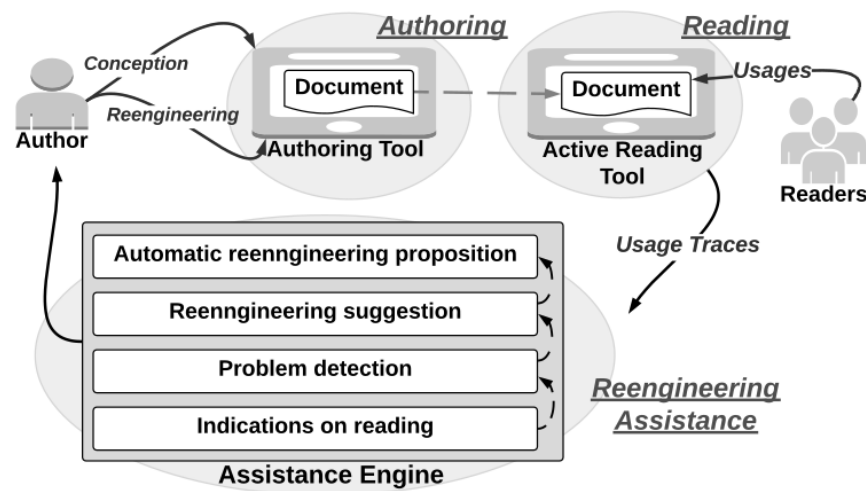 Authoring
Reading
Conception
Reengineering
Author
Document
Authoring Tool
Document
Active Reading
Tool
Usages
Readers
Usage Traces
Automatic reenngineering proposition
Reenngineering suggestion
Problem detection
Indications on reading
Assistance Engine
Reengineering
Assistance